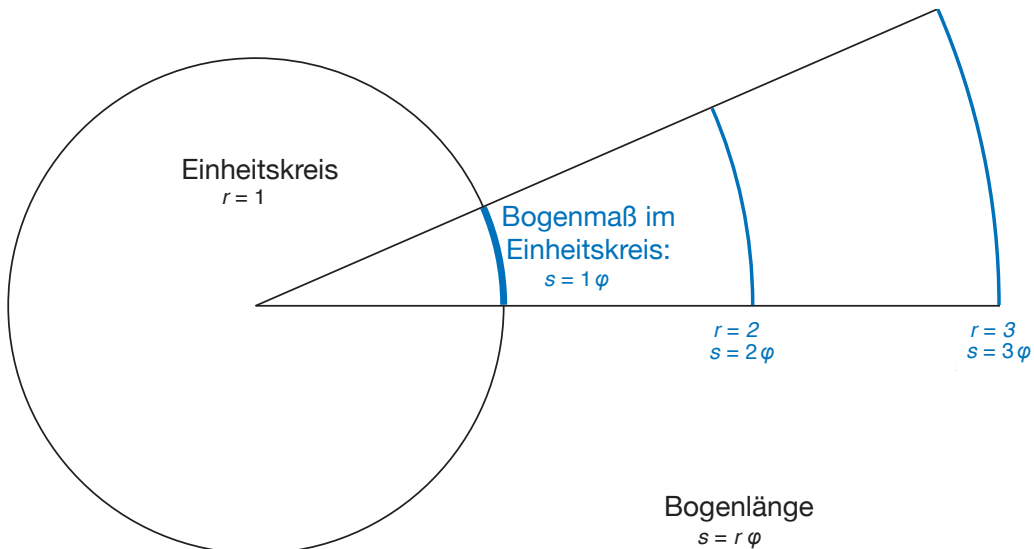 Einheitskreis
r = 1
Bogenmaß im
Einheitskreis:
s = 1 φ
r = 2
s = 2 φ
r = 3
s = 3 φ
Bogenlänge
s = r φ